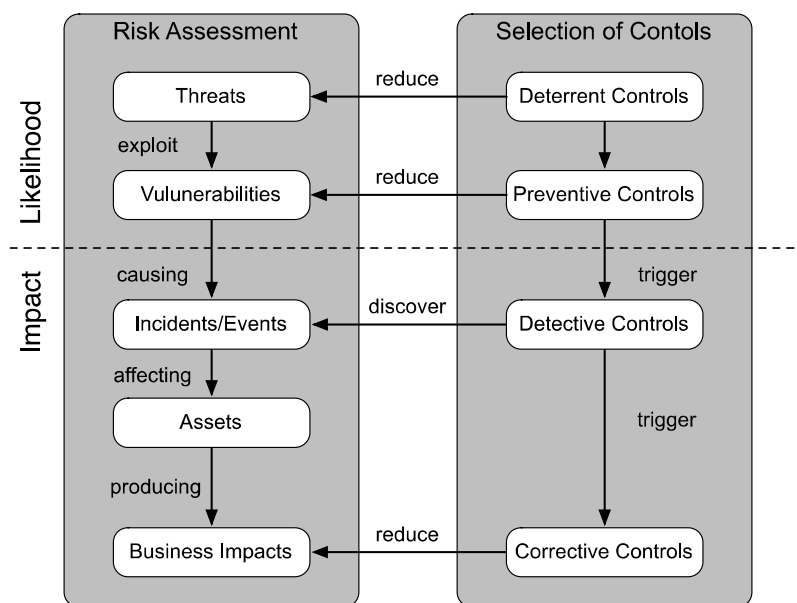 Risk Assessment
Selection of Contols
Likelihood
Threats
reduce
Deterrent Controls
exploit
Vulunerabilities
reduce
Preventive Controls
Impact
causing
trigger
Incidents/Events
discover
Detective Controls
affecting
Assets
trigger
producing
Business Impacts
reduce
Corrective Controls